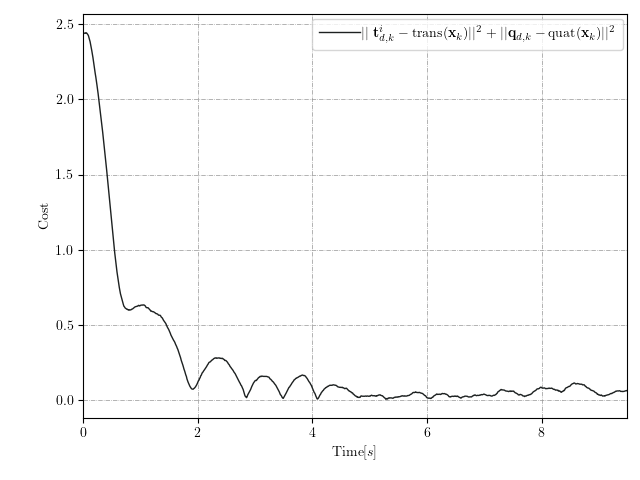 || t^i_{d,k} − trans(x_k)||^2 + ||q_{d,k} − quat(x_k)||^2
2.5
2.0
1.5
1.0
0.5
0.0
Cost
0 2 4 6 8
Time[s]